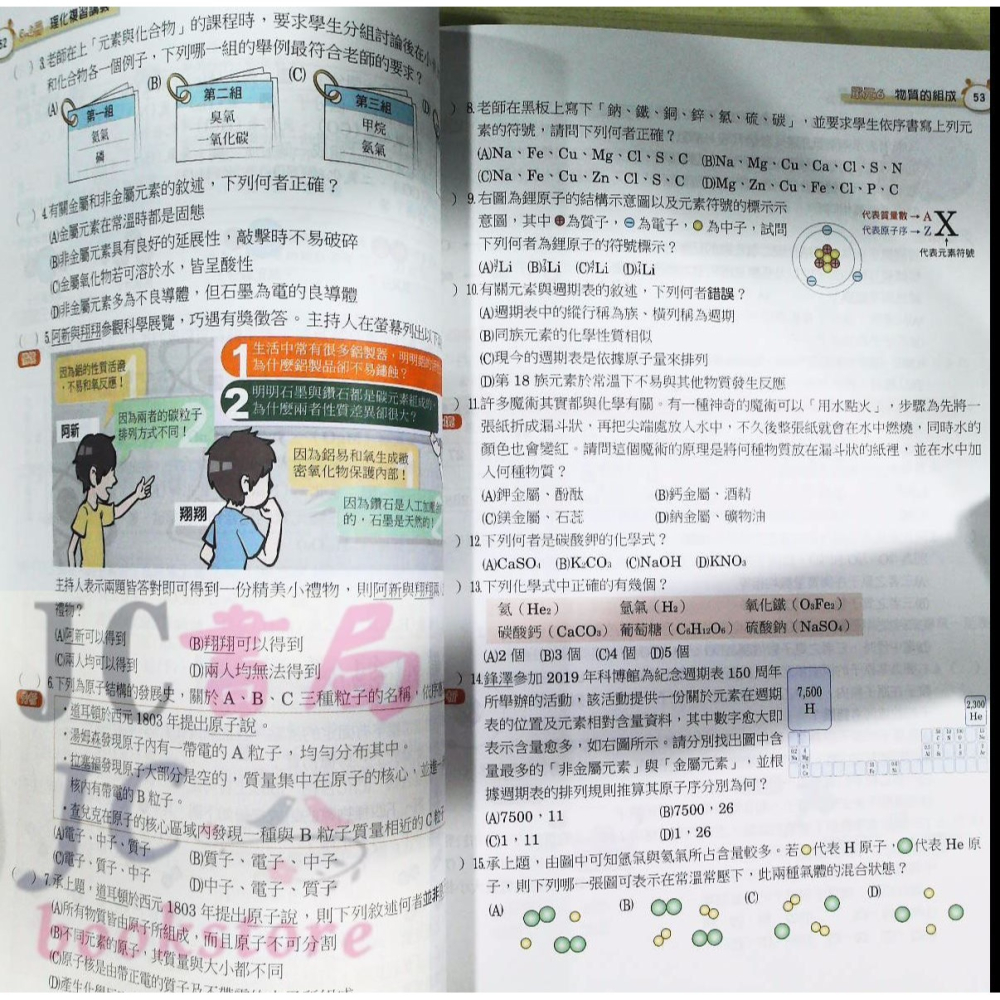 52
理化複習講義
( ) 3.老師在上「元素與化合物」的課程時，要求學生分組討論後在小
和化合物各一個例子，下列哪一組的舉例最符合老師的要求？
(A)
第一組
氦氣
磷
(B)
第二組
臭氧
一氧化碳
(C)
第三組
甲烷
氨氣
(D)
( ) 4.有關金屬和非金屬元素的敘述，下列何者正確？
(A)金屬元素在常溫時都是固態
(B)非金屬元素具有良好的延展性，敲擊時不易破碎
(C)金屬氧化物若可溶於水，皆呈酸性
(D)非金屬元素多為不良導體，但石墨為電的良導體
( ) 5.阿新與翔翔參觀科學展覽，巧遇有獎徵答。主持人在螢幕列出以下
因為鋁的性質活潑
，不易和氧反應！
因為兩者的碳粒子
排列方式不同！
阿新
1 生活中常有很多鋁製器，明明鋁的
為什麼鋁製品卻不易鏽蝕？
2 明明石墨與鑽石都是碳元素組成的
為什麼兩者性質差異卻很大？
因為鋁易和氧生成緻
密氧化物保護內部！
翔翔
因為鑽石是人工加壓
的，石墨是天然的！
主持人表示兩題皆答對即可得到一份精美小禮物，則阿新與翔翔
禮物？
(A)阿新可以得到 (B)翔翔可以得到
(C)兩人均可以得到 (D)兩人均無法得到
( ) 6.下列為原子結構的發展史，關於 A、B、C 三種粒子的名稱，依序
・道耳頓於西元 1803 年提出原子說。
・湯姆森發現原子內有一帶電的 A 粒子，均勻分布其中。
・拉塞福發現原子大部分是空的，質量集中在原子的核心，並進一
核內有帶電的 B 粒子。
・查兌克在原子的核心區域內發現一種與 B 粒子質量相近的 C 粒
(A)電子、中子、質子 (B)質子、電子、中子
(C)電子、質子、中子 (D)中子、電子、質子
( ) 7.承上題，道耳頓於西元 1803 年提出原子說，則下列敘述何者並非
(A)所有物質皆由原子所組成，而且原子不可分割
(B)不同元素的原子，其質量與大小都不同
(C)原子核是由帶正電的質子及不帶電的
JC書局
JC
bookstore
物質的組成 53
) 8.老師在黑板上寫下「鈉、鐵、銅、鋅、氯、硫、碳」，並要求學生依序書寫上列元
素的符號，請問下列何者正確？
(A)Na、Fe、Cu、Mg、Cl、S、C (B)Na、Mg、Cu、Ca、Cl、S、N
(C)Na、Fe、Cu、Zn、Cl、S、C (D)Mg、Zn、Cu、Fe、Cl、P、C
) 9.右圖為鋰原子的結構示意圖以及元素符號的標示示
意圖，其中⊕為質子，⊖為電子，○為中子，試問
下列何者為鋰原子的符號標示？
(A) Li (B) Li (C) Li (D) Li
代表質量數→A
代表原子序→Z
X
代表元素符號
) 10.有關元素與週期表的敘述，下列何者錯誤？
(A)週期表中的縱行稱為族、橫列稱為週期
(B)同族元素的化學性質相似
(C)現今的週期表是依據原子量來排列
(D)第 18 族元素於常溫下不易與其他物質發生反應
) 11.許多魔術其實都與化學有關。有一種神奇的魔術可以「用水點火」，步驟為先將一
張紙折成漏斗狀，再把尖端處放入水中，不久後整張紙就會在水中燃燒，同時水的
顏色也會變紅。請問這個魔術的原理是將何種物質放在漏斗狀的紙裡，並在水中加
入何種物質？
(A)鉀金屬、酚酞 (B)鈣金屬、酒精
(C)鎂金屬、石蕊 (D)鈉金屬、礦物油
) 12.下列何者是碳酸鉀的化學式？
(A)CaSO₄ (B)K₂CO₃ (C)NaOH (D)KNO₃
) 13.下列化學式中正確的有幾個？
氦（He₂） 氫氣（H₂） 氧化鐵（O₃Fe₂）
碳酸鈣（CaCO₃） 葡萄糖（C₆H₁₂O₆） 硫酸鈉（NaSO₄）
(A)2 個 (B)3 個 (C)4 個 (D)5 個
) 14.鋒澤參加 2019 年科博館為紀念週期表 150 周年
所舉辦的活動，該活動提供一份關於元素在週期
表的位置及元素相對含量資料，其中數字愈大即
表示含量愈多，如右圖所示。請分別找出圖中含
量最多的「非金屬元素」與「金屬元素」，並根
據週期表的排列規則推算其原子序分別為何？
(A)7500，11 (B)7500，26
(C)1，11 (D)1，26
7,500
H
2,300
He
) 15.承上題，由圖中可知氫氣與氦氣所占含量較多。若○代表 H 原子，○代表 He 原
子，則下列哪一張圖可表示在常溫常壓下，此兩種氣體的混合狀態？
(A) (B) (C) (D)